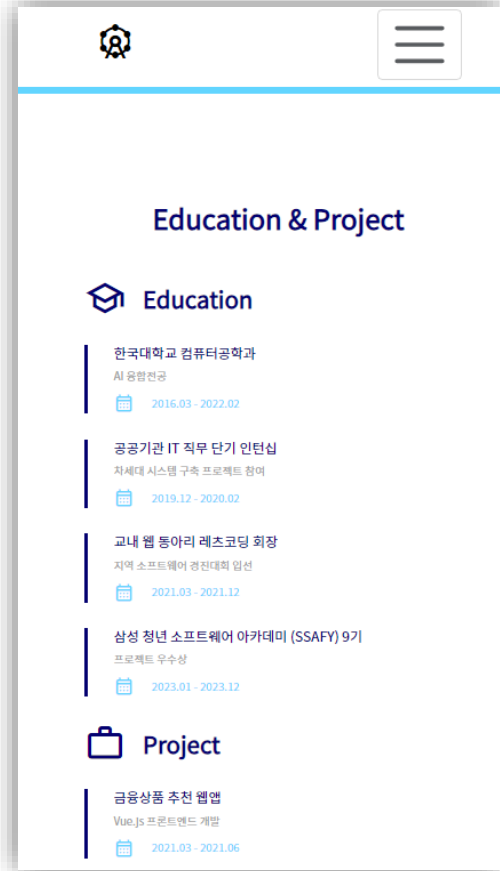 Education & Project
Education
한국대학교 컴퓨터공학과
AI 융합전공
2016.03 - 2022.02
공공기관 IT 직무 단기 인턴십
차세대 시스템 구축 프로젝트 참여
2019.12 - 2020.02
교내 웹 동아리 레츠코딩 회장
지역 소프트웨어 경진대회 입선
2021.03 - 2021.12
삼성 청년 소프트웨어 아카데미 (SSAFY) 9기
프로젝트 우수상
2023.01 - 2023.12
Project
금융상품 추천 웹앱
Vue.js 프론트엔드 개발
2021.03 - 2021.06